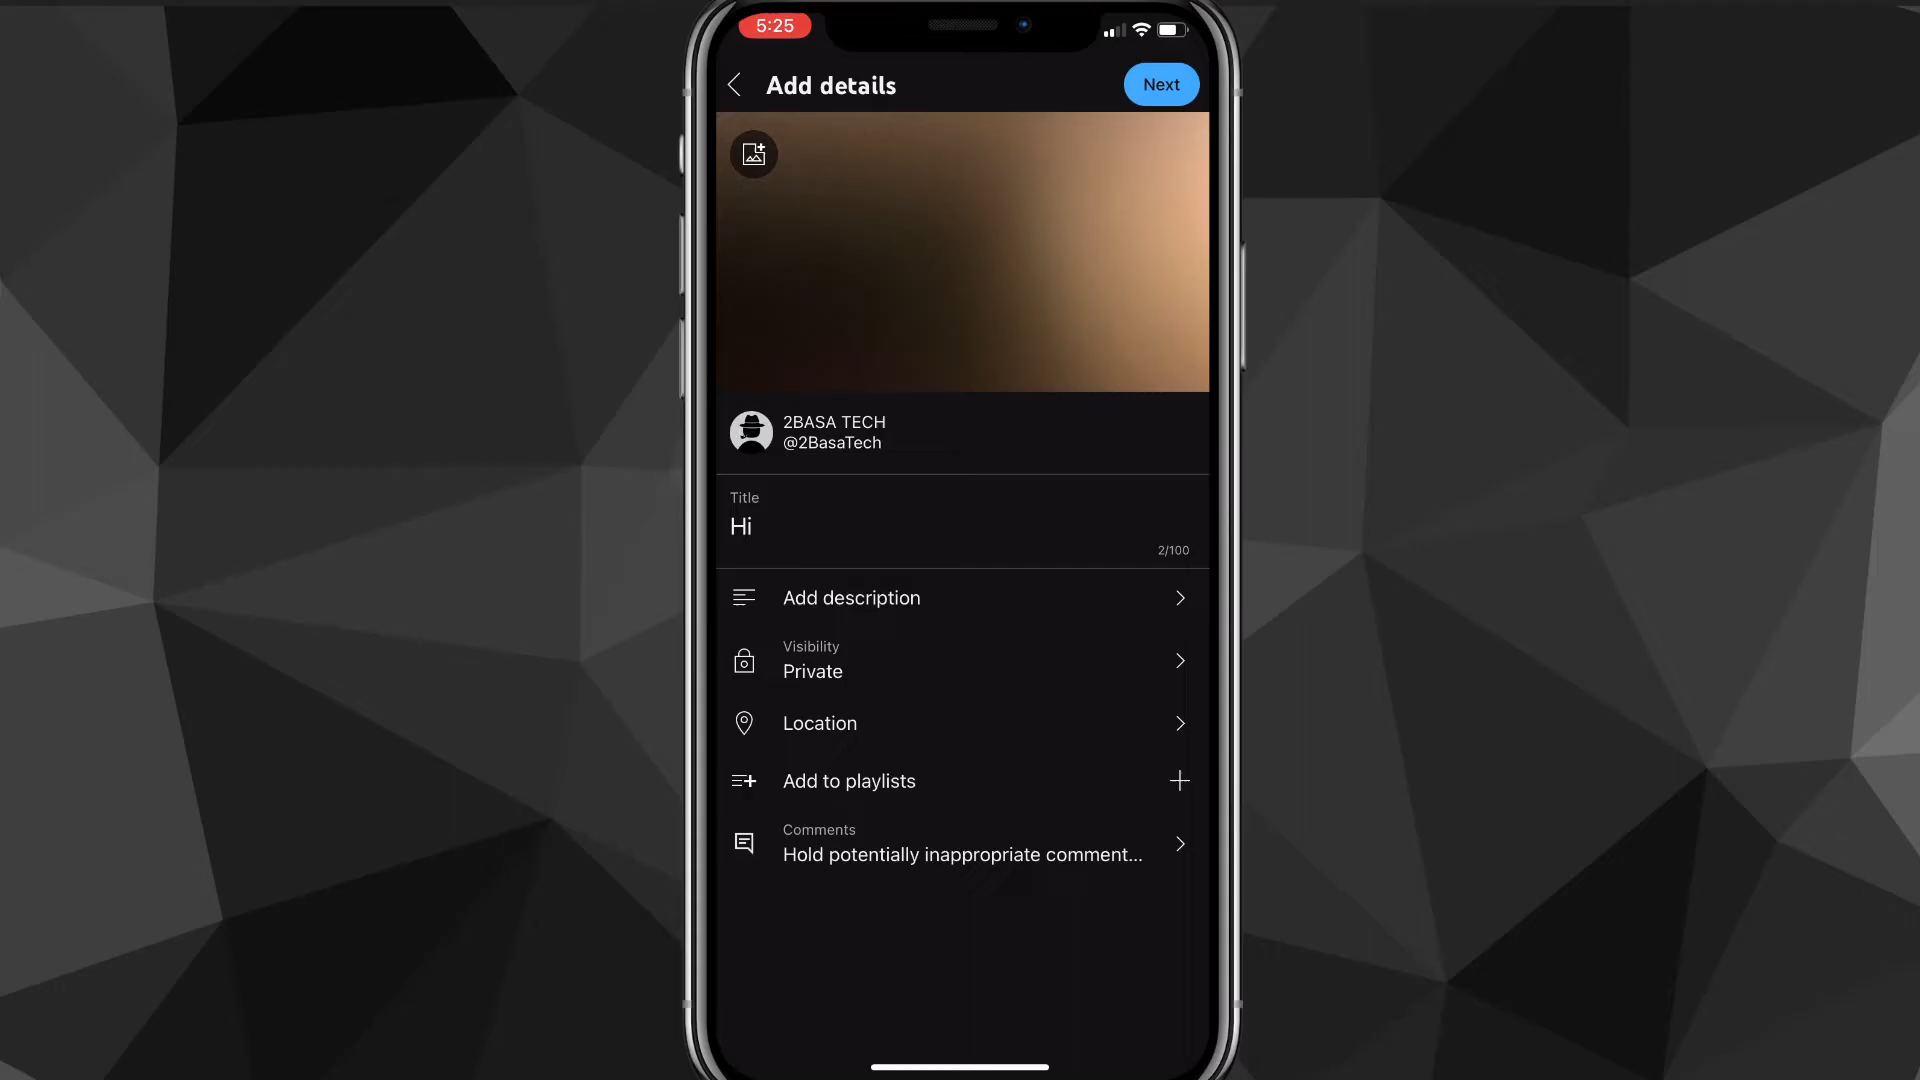 5:25
Add details
Next
2BASA TECH
@2BasaTech
Title
Hi
2/100
Add description
Visibility
Private
Location
Add to playlists
Comments
Hold potentially inappropriate comment...